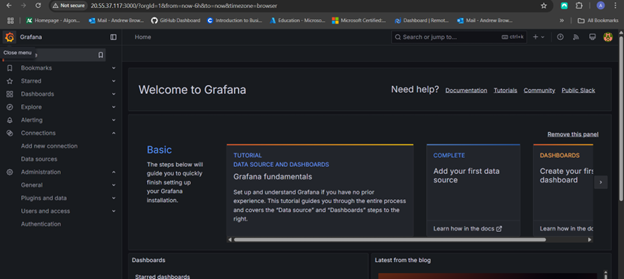 Not secure 20.55.37.117:3000/?orgId=1&from=now-6h&to=now&timezone=browser
Homepage - Algon...
Mail - Andrew Brow...
GitHub Dashboard
Introduction to Busin...
Education - Microso...
Microsoft Certified...
Dashboard | Remot...
Mail - Andrew Brow...
All Bookmarks
Grafana
Home
Search or jump to...
ctrl+k
Close menu
Bookmarks
Starred
Dashboards
Explore
Alerting
Connections
Add new connection
Data sources
Administration
General
Plugins and data
Users and access
Authentication
Welcome to Grafana
Need help?
Documentation
Tutorials
Community
Public Slack
Remove this panel
Basic
The steps below will
guide you to quickly
finish setting up
your Grafana
installation.
TUTORIAL
DATA SOURCE AND DASHBOARDS
Grafana fundamentals
Set up and understand Grafana if you have no prior
experience. This tutorial guides you through the entire process
and covers the "Data source" and "Dashboards" steps to the
right.
COMPLETE
Add your first data
source
Learn how in the docs
DASHBOARDS
Create your firs
dashboard
Learn how in the do
Dashboards
Starred dashboards
Latest from the blog